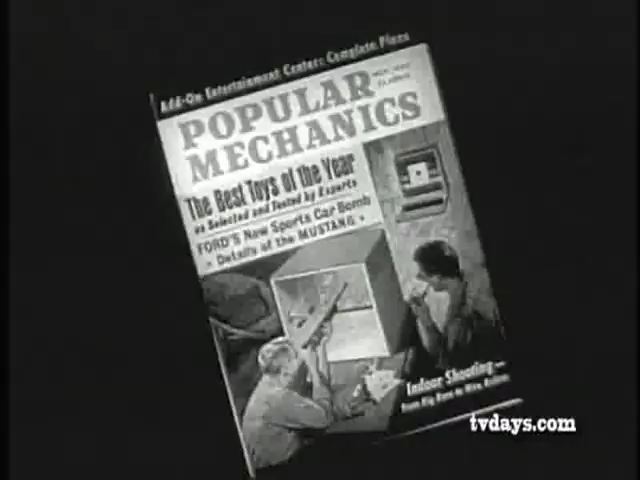 Add-On Entertainment Center: Complete Plans
POPULAR
MECHANICS
The Best Toys of the Year
as Selected and Tested by Experts
FORD'S New Sports Car Bomb
• Details of the MUSTANG •
Indoor Shooting—
tvdays.com